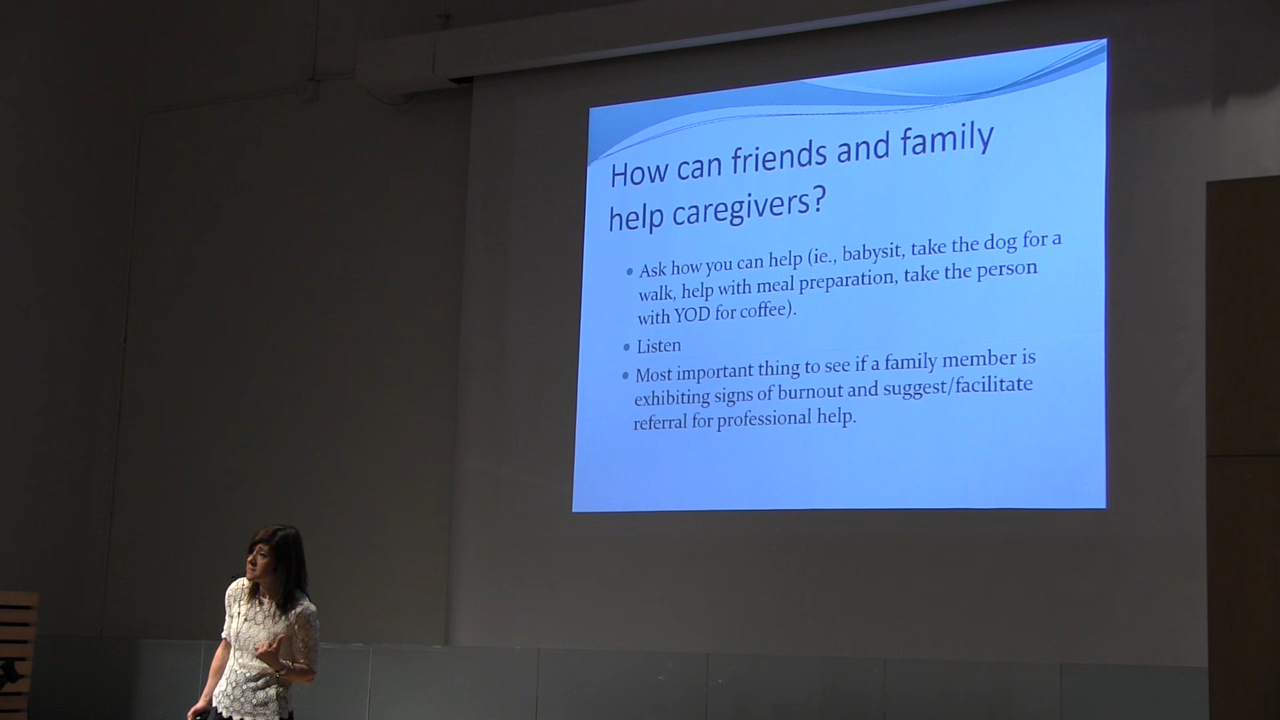 How can friends and family
help caregivers?
Ask how you can help (ie., babysit, take the dog for a
walk, help with meal preparation, take the person
with YOD for coffee).
Listen
Most important thing to see if a family member is
exhibiting signs of burnout and suggest/facilitate
referral for professional help.